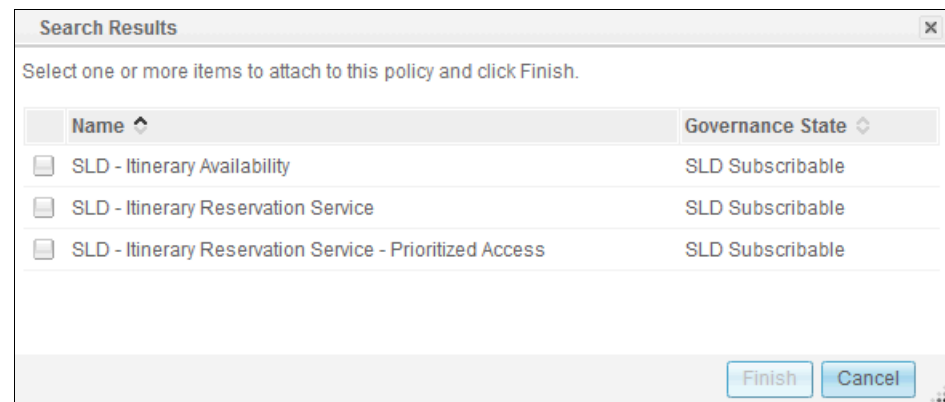 Search Results
Select one or more items to attach to this policy and click Finish.
Name Governance State
SLD - Itinerary Availability SLD Subscribable
SLD - Itinerary Reservation Service SLD Subscribable
SLD - Itinerary Reservation Service - Prioritized Access SLD Subscribable
Finish Cancel